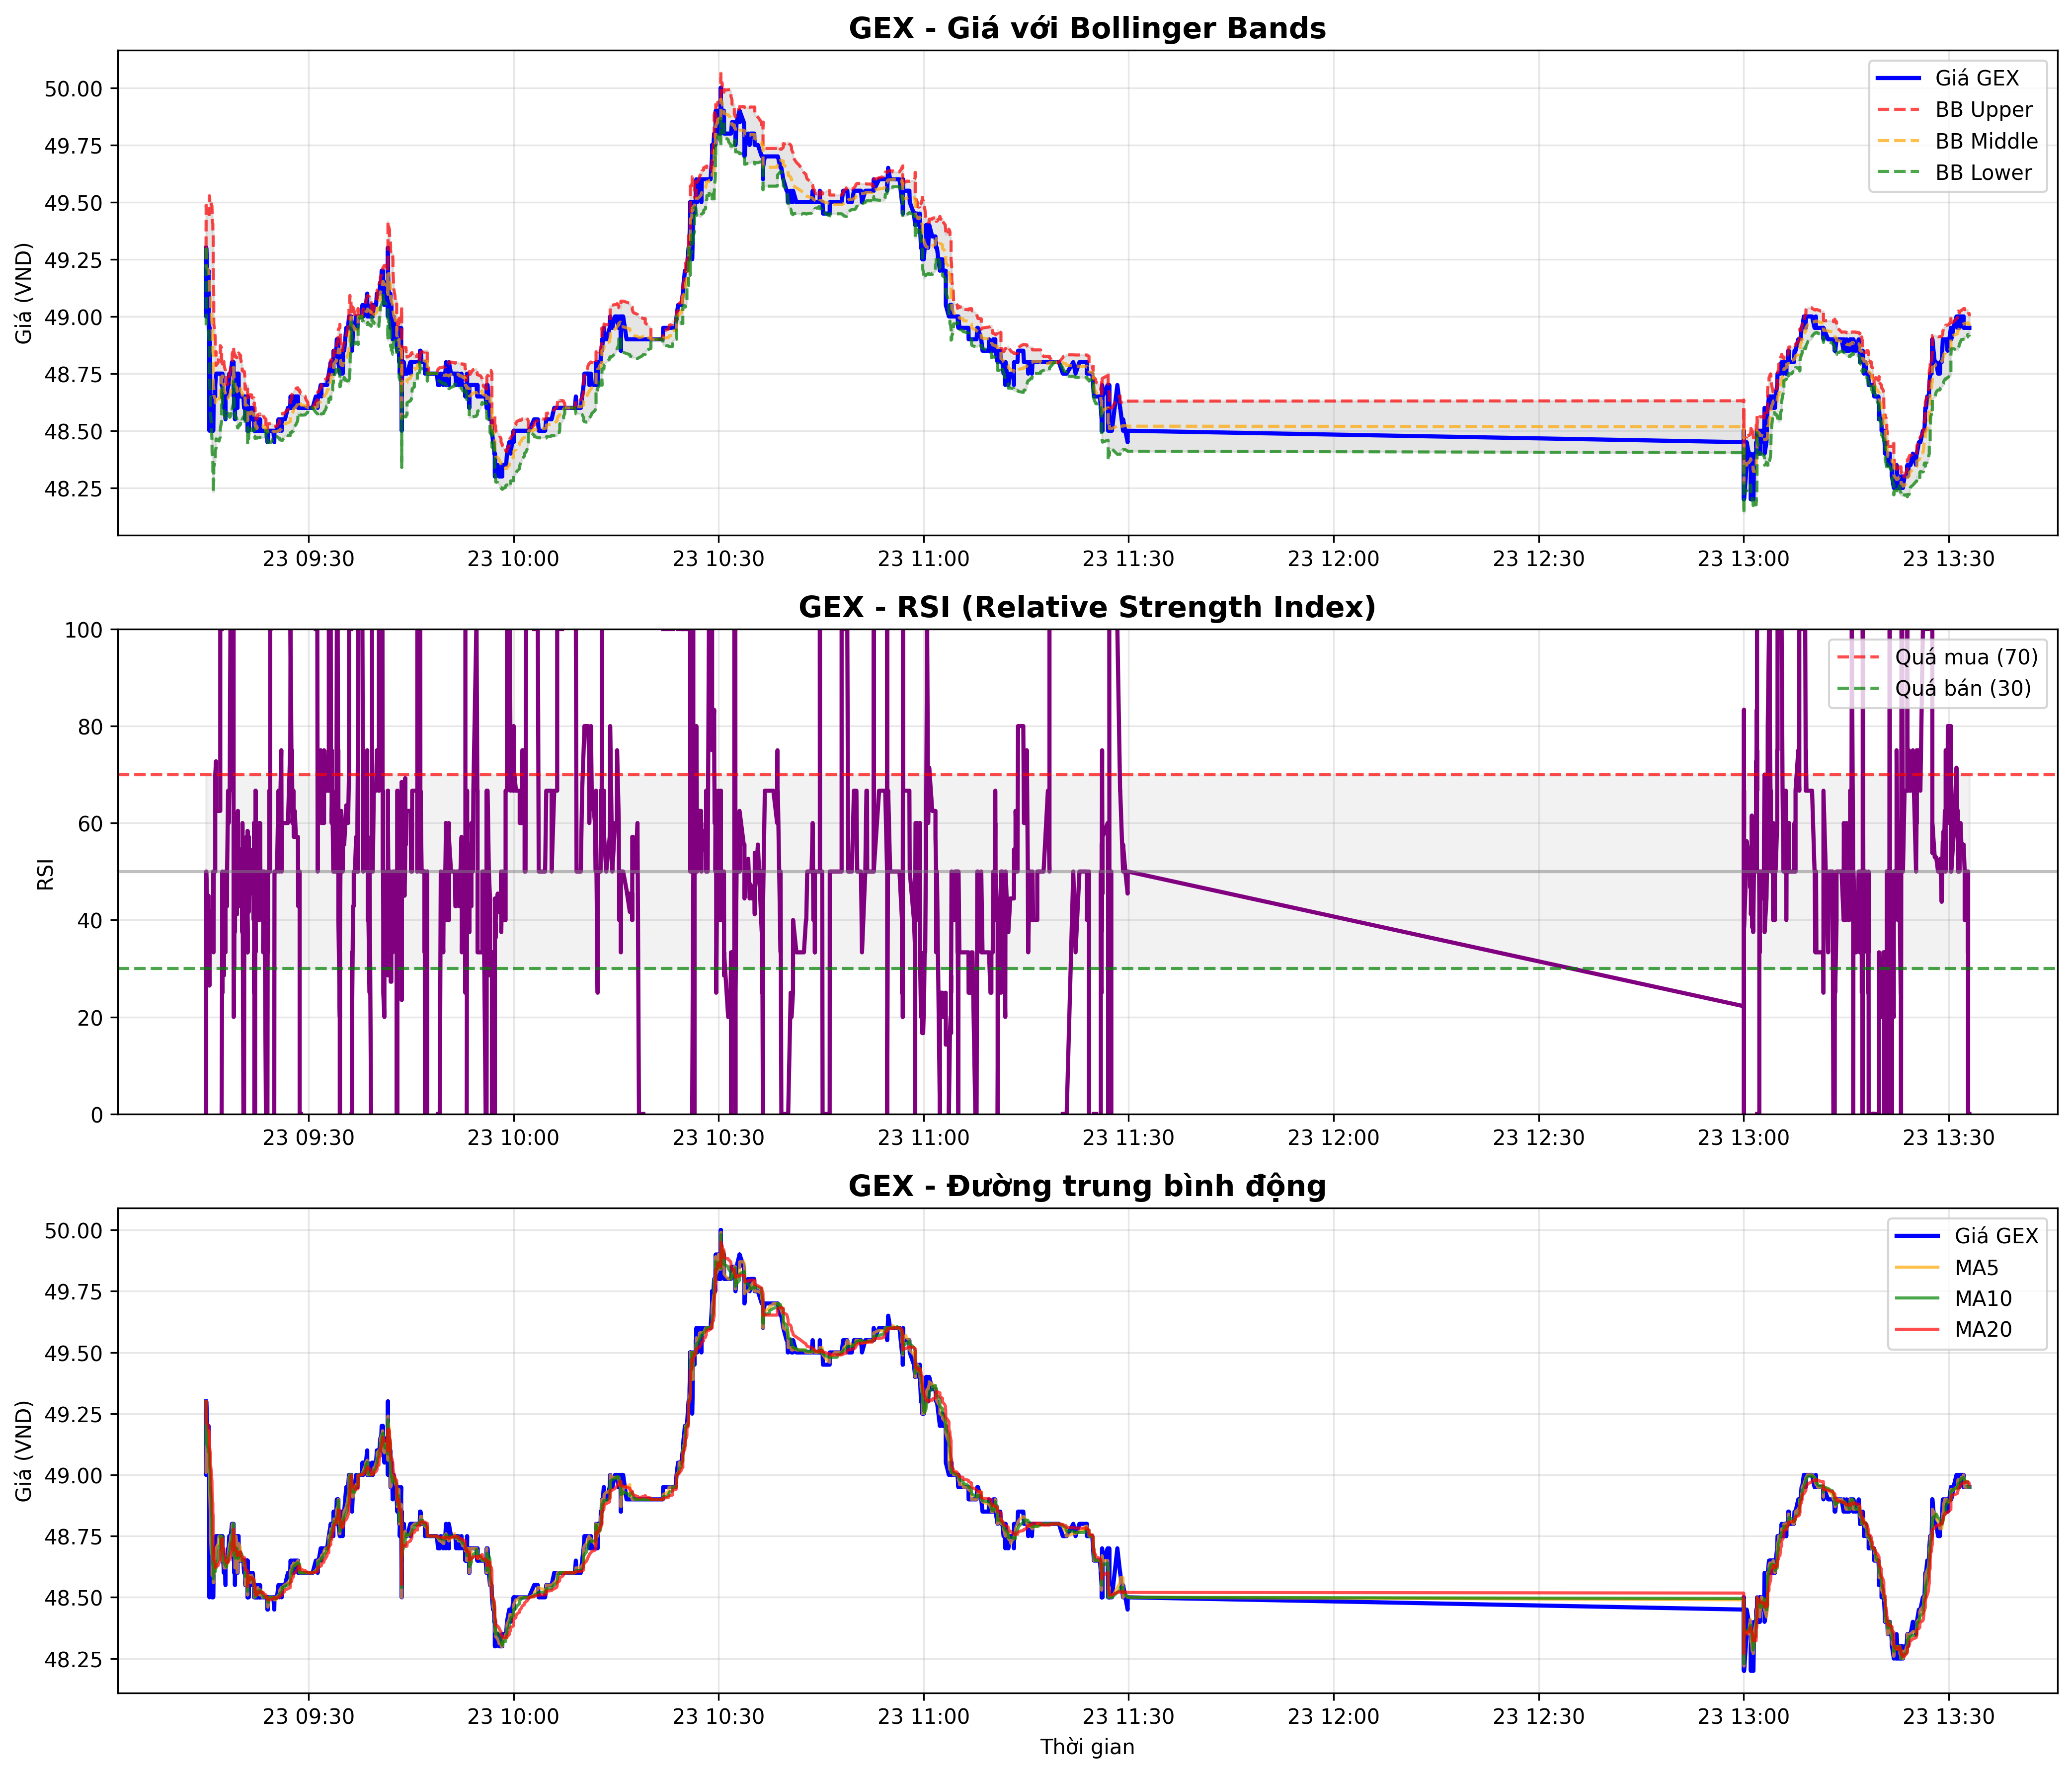 GEX - Giá với Bollinger Bands
Giá (VND)
50.00
49.75
49.50
49.25
49.00
48.75
48.50
48.25
Giá GEX
BB Upper
BB Middle
BB Lower
23 09:30 23 10:00 23 10:30 23 11:00 23 11:30 23 12:00 23 12:30 23 13:00 23 13:30
GEX - RSI (Relative Strength Index)
RSI
100
80
60
40
20
0
Quá mua (70)
Quá bán (30)
23 09:30 23 10:00 23 10:30 23 11:00 23 11:30 23 12:00 23 12:30 23 13:00 23 13:30
GEX - Đường trung bình động
Giá (VND)
50.00
49.75
49.50
49.25
49.00
48.75
48.50
48.25
Giá GEX
MA5
MA10
MA20
23 09:30 23 10:00 23 10:30 23 11:00 23 11:30 23 12:00 23 12:30 23 13:00 23 13:30
Thời gian